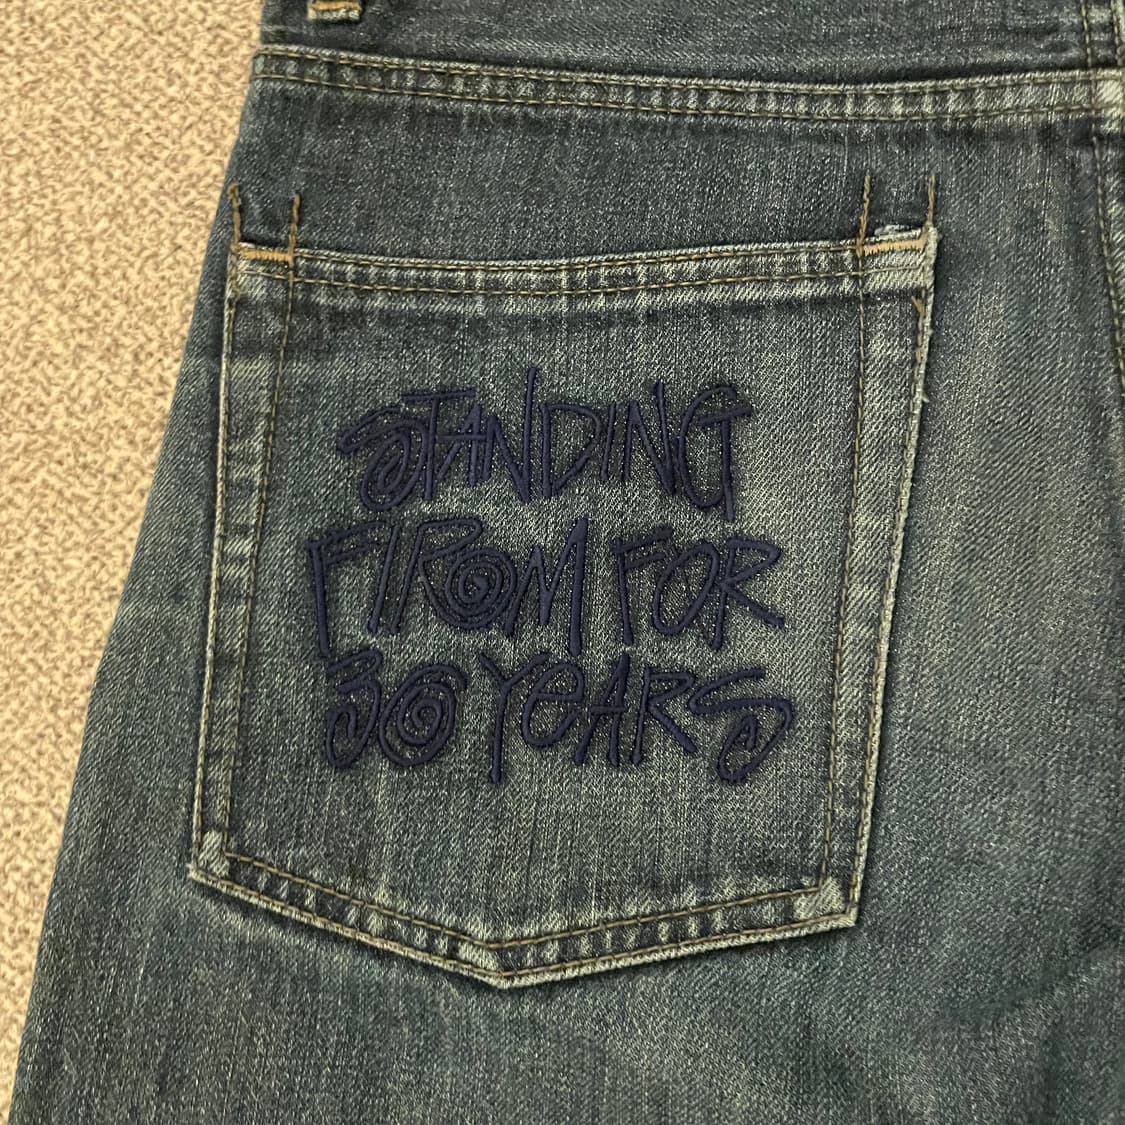 STANDING
FIRM FOR
30 YeARS